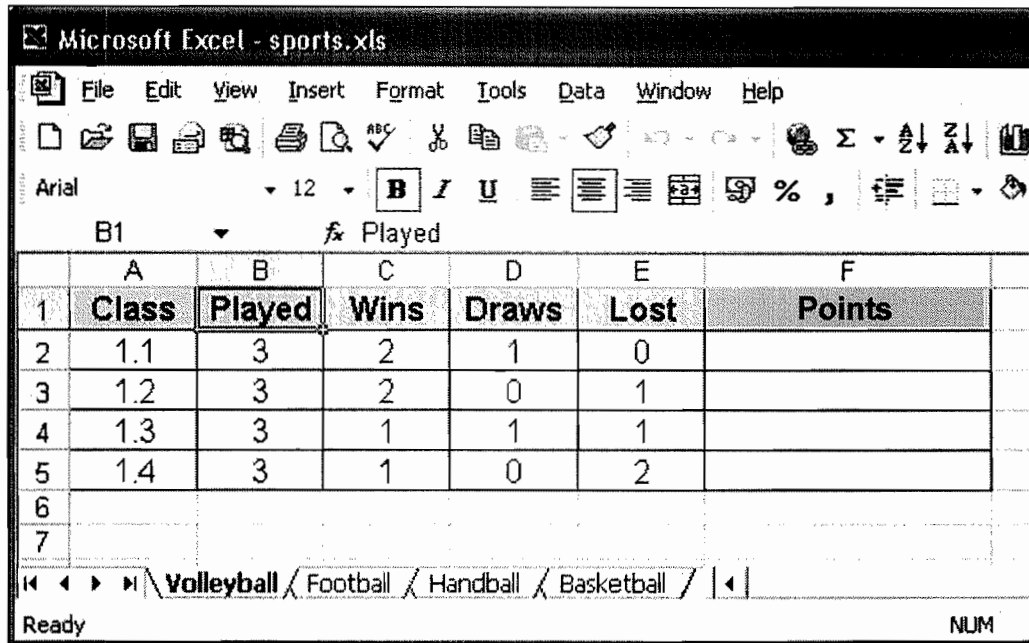 Microsoft Excel - sports.xls
File Edit View Insert Format Tools Data Window Help
ABC Σ A Z Z A
Arial 12 B I U a % ,
B1 fx Played
A B C D E F
1 Class Played Wins Draws Lost Points
2 1.1 3 2 1 0
3 1.2 3 2 0 1
4 1.3 3 1 1 1
5 1.4 3 1 0 2
6
7
Volleyball Football Handball Basketball
Ready NUM